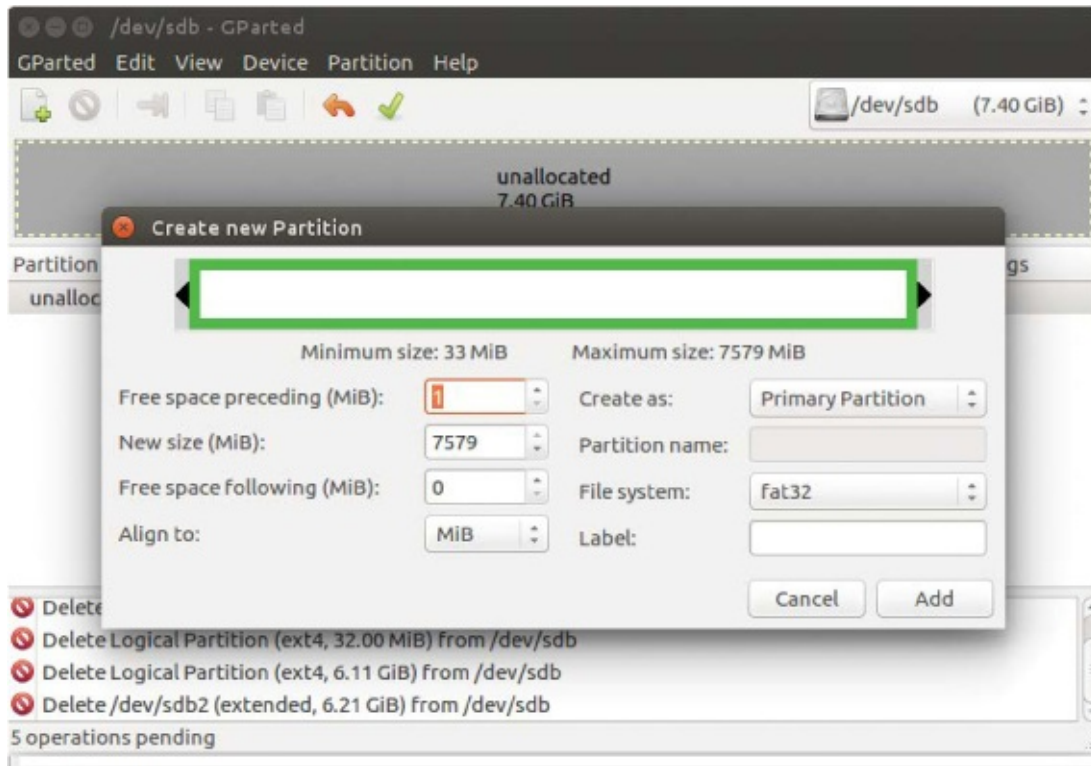 /dev/sdb - GParted
GParted Edit View Device Partition Help
/dev/sdb (7.40 GiB)
unallocated
7.40 GiB
Create new Partition
Partition
unalloc
gs
Minimum size: 33 MiB Maximum size: 7579 MiB
Free space preceding (MiB): 1 Create as: Primary Partition
New size (MiB): 7579 Partition name:
Free space following (MiB): 0 File system: fat32
Align to: MiB Label:
Cancel Add
Delete
Delete Logical Partition (ext4, 32.00 MiB) from /dev/sdb
Delete Logical Partition (ext4, 6.11 GiB) from /dev/sdb
Delete /dev/sdb2 (extended, 6.21 GiB) from /dev/sdb
5 operations pending